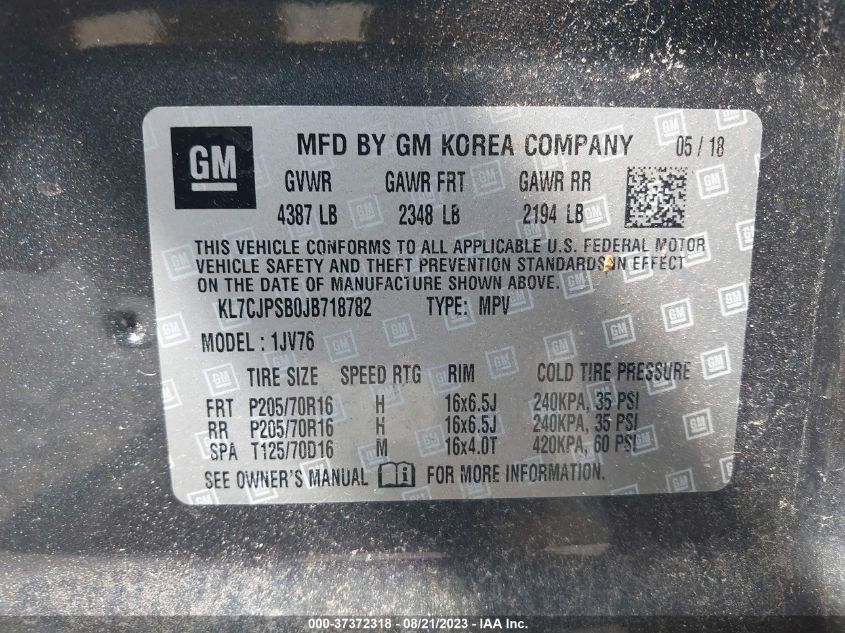 GM MFD BY GM KOREA COMPANY 05 / 18
GVWR GAWR FRT GAWR RR
4387 LB 2348 LB 2194 LB
THIS VEHICLE CONFORMS TO ALL APPLICABLE U.S. FEDERAL MOTOR
VEHICLE SAFETY AND THEFT PREVENTION STANDARDS IN EFFECT
ON THE DATE OF MANUFACTURE SHOWN ABOVE.
KL7CJPSB0JB718782 TYPE: MPV
MODEL : 1JV76
TIRE SIZE SPEED RTG RIM COLD TIRE PRESSURE
FRT P205/70R16 H 16x6.5J 240KPA, 35 PSI
RR P205/70R16 H 16x6.5J 240KPA, 35 PSI
SPA T125/70D16 M 16x4.0T 420KPA, 60 PSI
SEE OWNER'S MANUAL FOR MORE INFORMATION.
000-37372318 - 08/21/2023 - Copyright IAA, Inc.